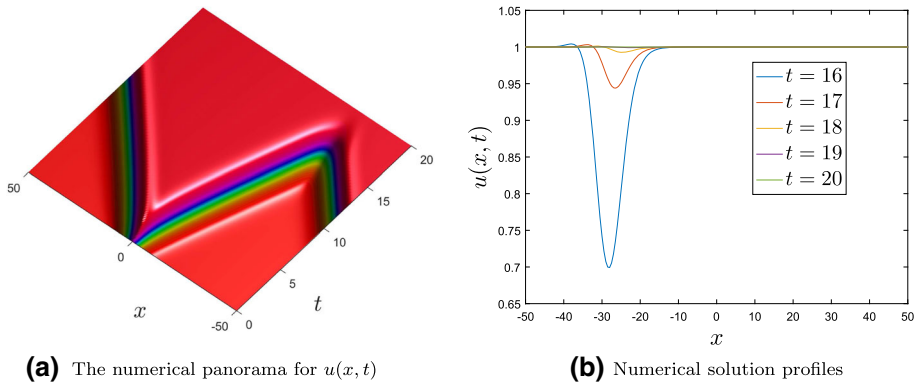 50
0
-50
x
0
5
10
15
20
t
(a) The numerical panorama for u(x, t)
1.05
1
0.95
0.9
0.85
0.8
0.75
0.7
0.65
u(x, t)
-50 -40 -30 -20 -10 0 10 20 30 40 50
x
t = 16
t = 17
t = 18
t = 19
t = 20
(b) Numerical solution profiles